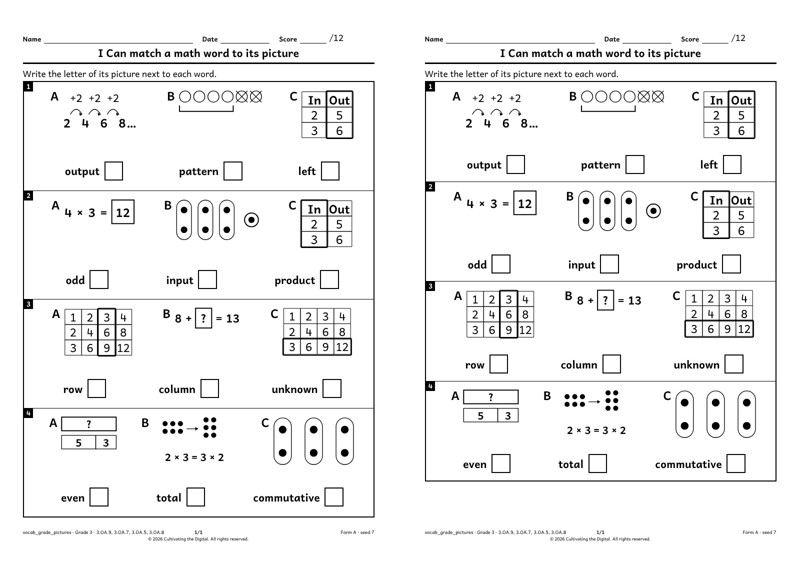 Name Date Score /12
I Can match a math word to its picture
Write the letter of its picture next to each word.
1
A +2 +2 +2
2 4 6 8...
B
C In Out
2 5
3 6
output pattern left
2
A 4 × 3 = 12
B
C In Out
2 5
3 6
odd input product
3
A 1 2 3 4
2 4 6 8
3 6 9 12
B 8 + ? = 13
C 1 2 3 4
2 4 6 8
3 6 9 12
row column unknown
4
A ?
5 3
B
2 × 3 = 3 × 2
C
even total commutative
vocab_grade_pictures · Grade 3 · 3.OA.9, 3.OA.7, 3.OA.5, 3.OA.8 1/1 Form A · seed 7
© 2026 Cultivating the Digital. All rights reserved.
Name Date Score /12
I Can match a math word to its picture
Write the letter of its picture next to each word.
1
A +2 +2 +2
2 4 6 8...
B
C In Out
2 5
3 6
output pattern left
2
A 4 × 3 = 12
B
C In Out
2 5
3 6
odd input product
3
A 1 2 3 4
2 4 6 8
3 6 9 12
B 8 + ? = 13
C 1 2 3 4
2 4 6 8
3 6 9 12
row column unknown
4
A ?
5 3
B
2 × 3 = 3 × 2
C
even total commutative
vocab_grade_pictures · Grade 3 · 3.OA.9, 3.OA.7, 3.OA.5, 3.OA.8 1/1 Form A · seed 7
© 2026 Cultivating the Digital. All rights reserved.